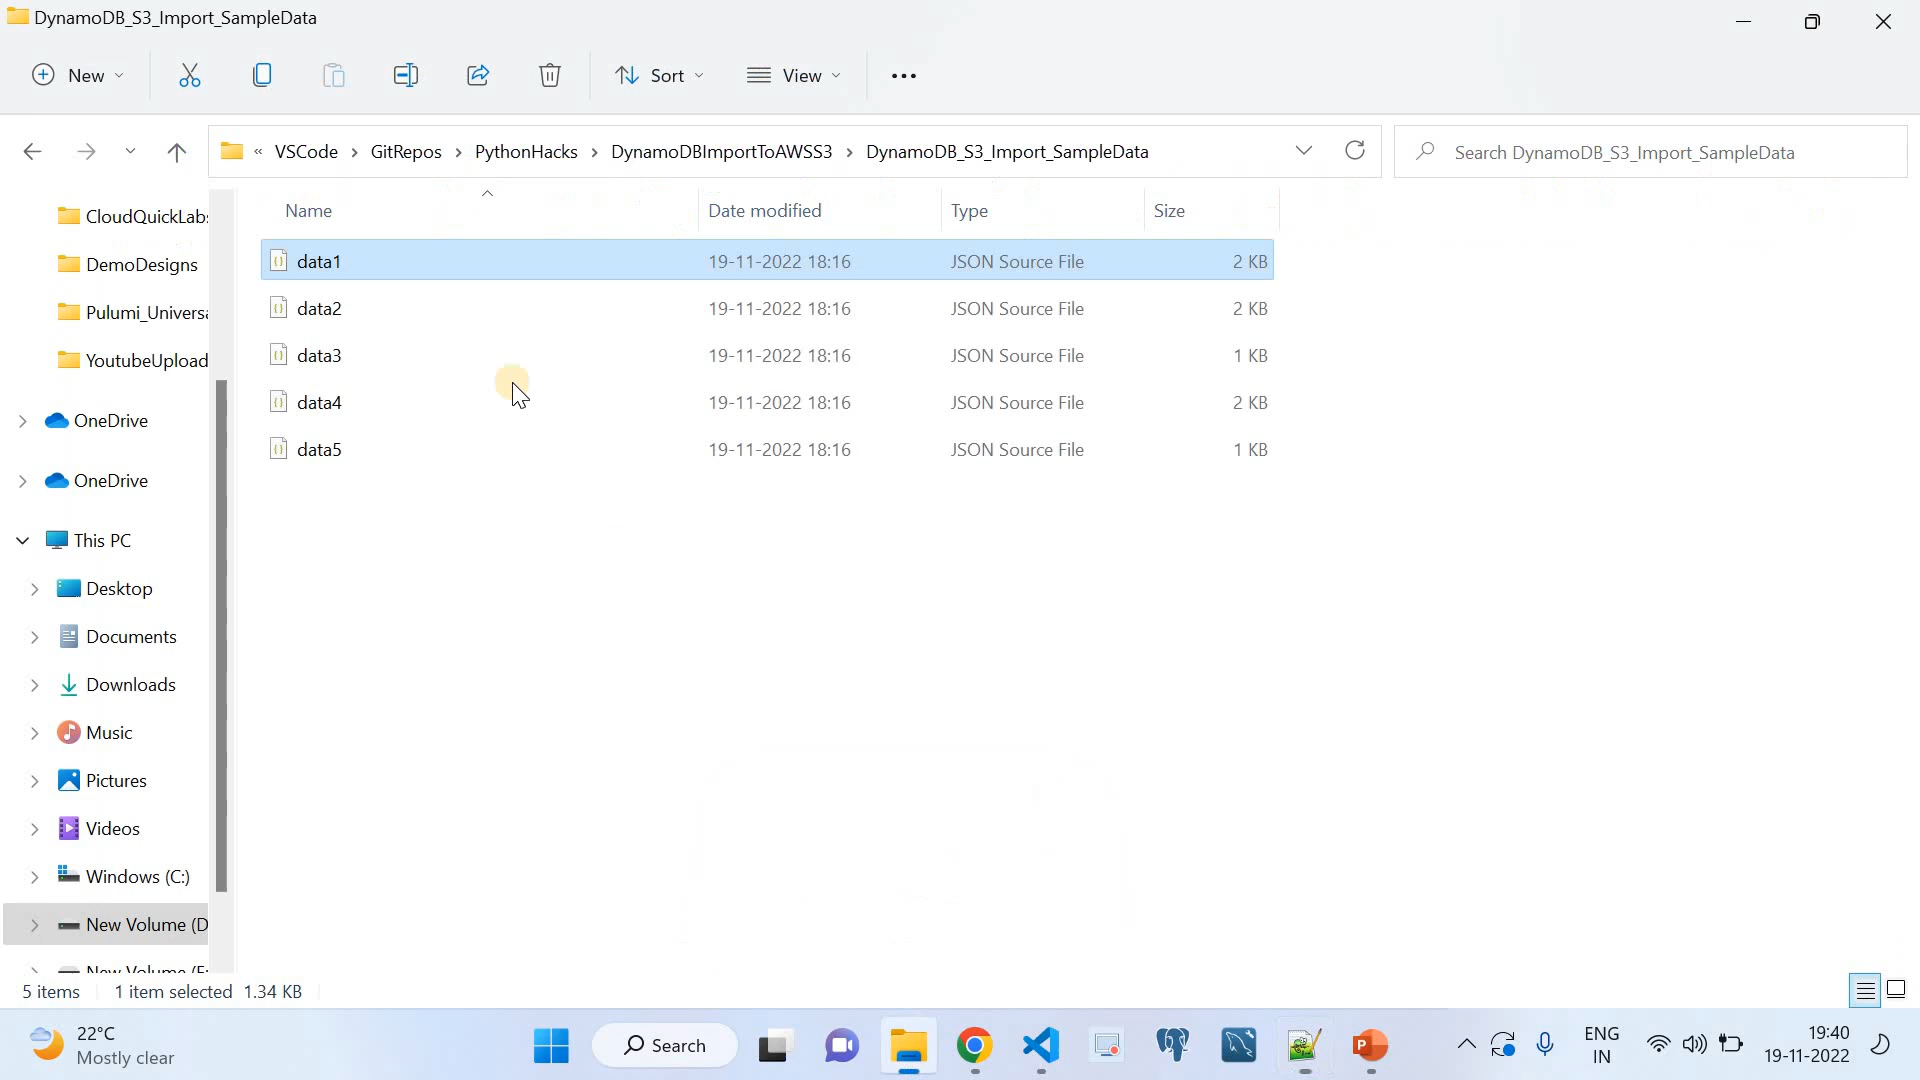 DynamoDB_S3_Import_SampleData
New
Sort
View
« VSCode > GitRepos > PythonHacks > DynamoDBImportToAWSS3 > DynamoDB_S3_Import_SampleData
Search DynamoDB_S3_Import_SampleData
CloudQuickLabs
DemoDesigns
Pulumi_Universa
YoutubeUpload
OneDrive
OneDrive
This PC
Desktop
Documents
Downloads
Music
Pictures
Videos
Windows (C:)
New Volume (D
New Volume (E:
Name Date modified Type Size
data1 19-11-2022 18:16 JSON Source File 2 KB
data2 19-11-2022 18:16 JSON Source File 2 KB
data3 19-11-2022 18:16 JSON Source File 1 KB
data4 19-11-2022 18:16 JSON Source File 2 KB
data5 19-11-2022 18:16 JSON Source File 1 KB
5 items 1 item selected 1.34 KB
22°C
Mostly clear
Search
ENG
IN
19:40
19-11-2022